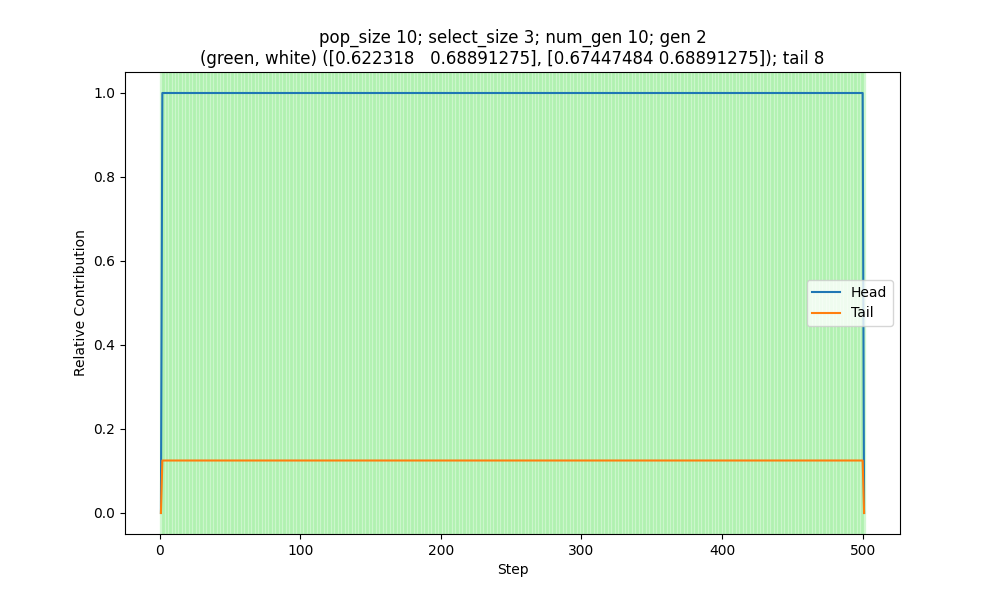 pop_size 10; select_size 3; num_gen 10; gen 2
(green, white) ([0.622318   0.68891275], [0.67447484 0.68891275]); tail 8
1.0
0.8
0.6
0.4
0.2
0.0
Relative Contribution
Head
Tail
0 100 200 300 400 500
Step